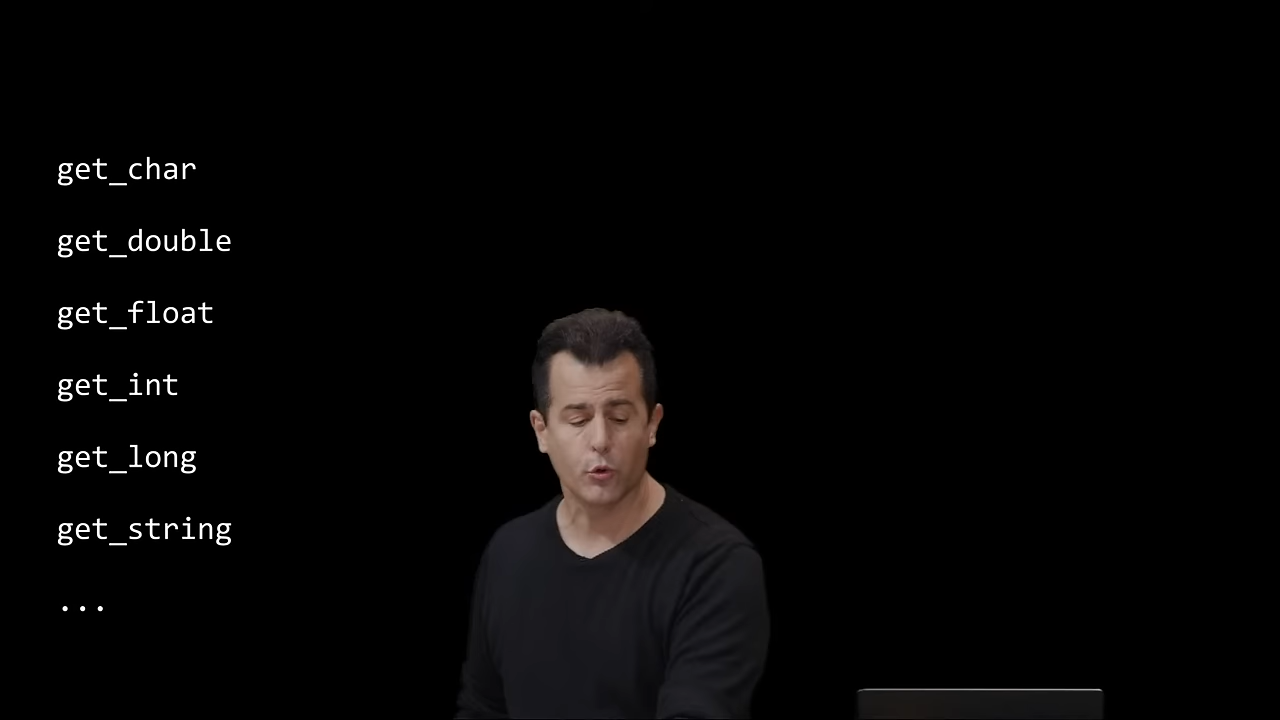 get_char
get_double
get_float
get_int
get_long
get_string
...